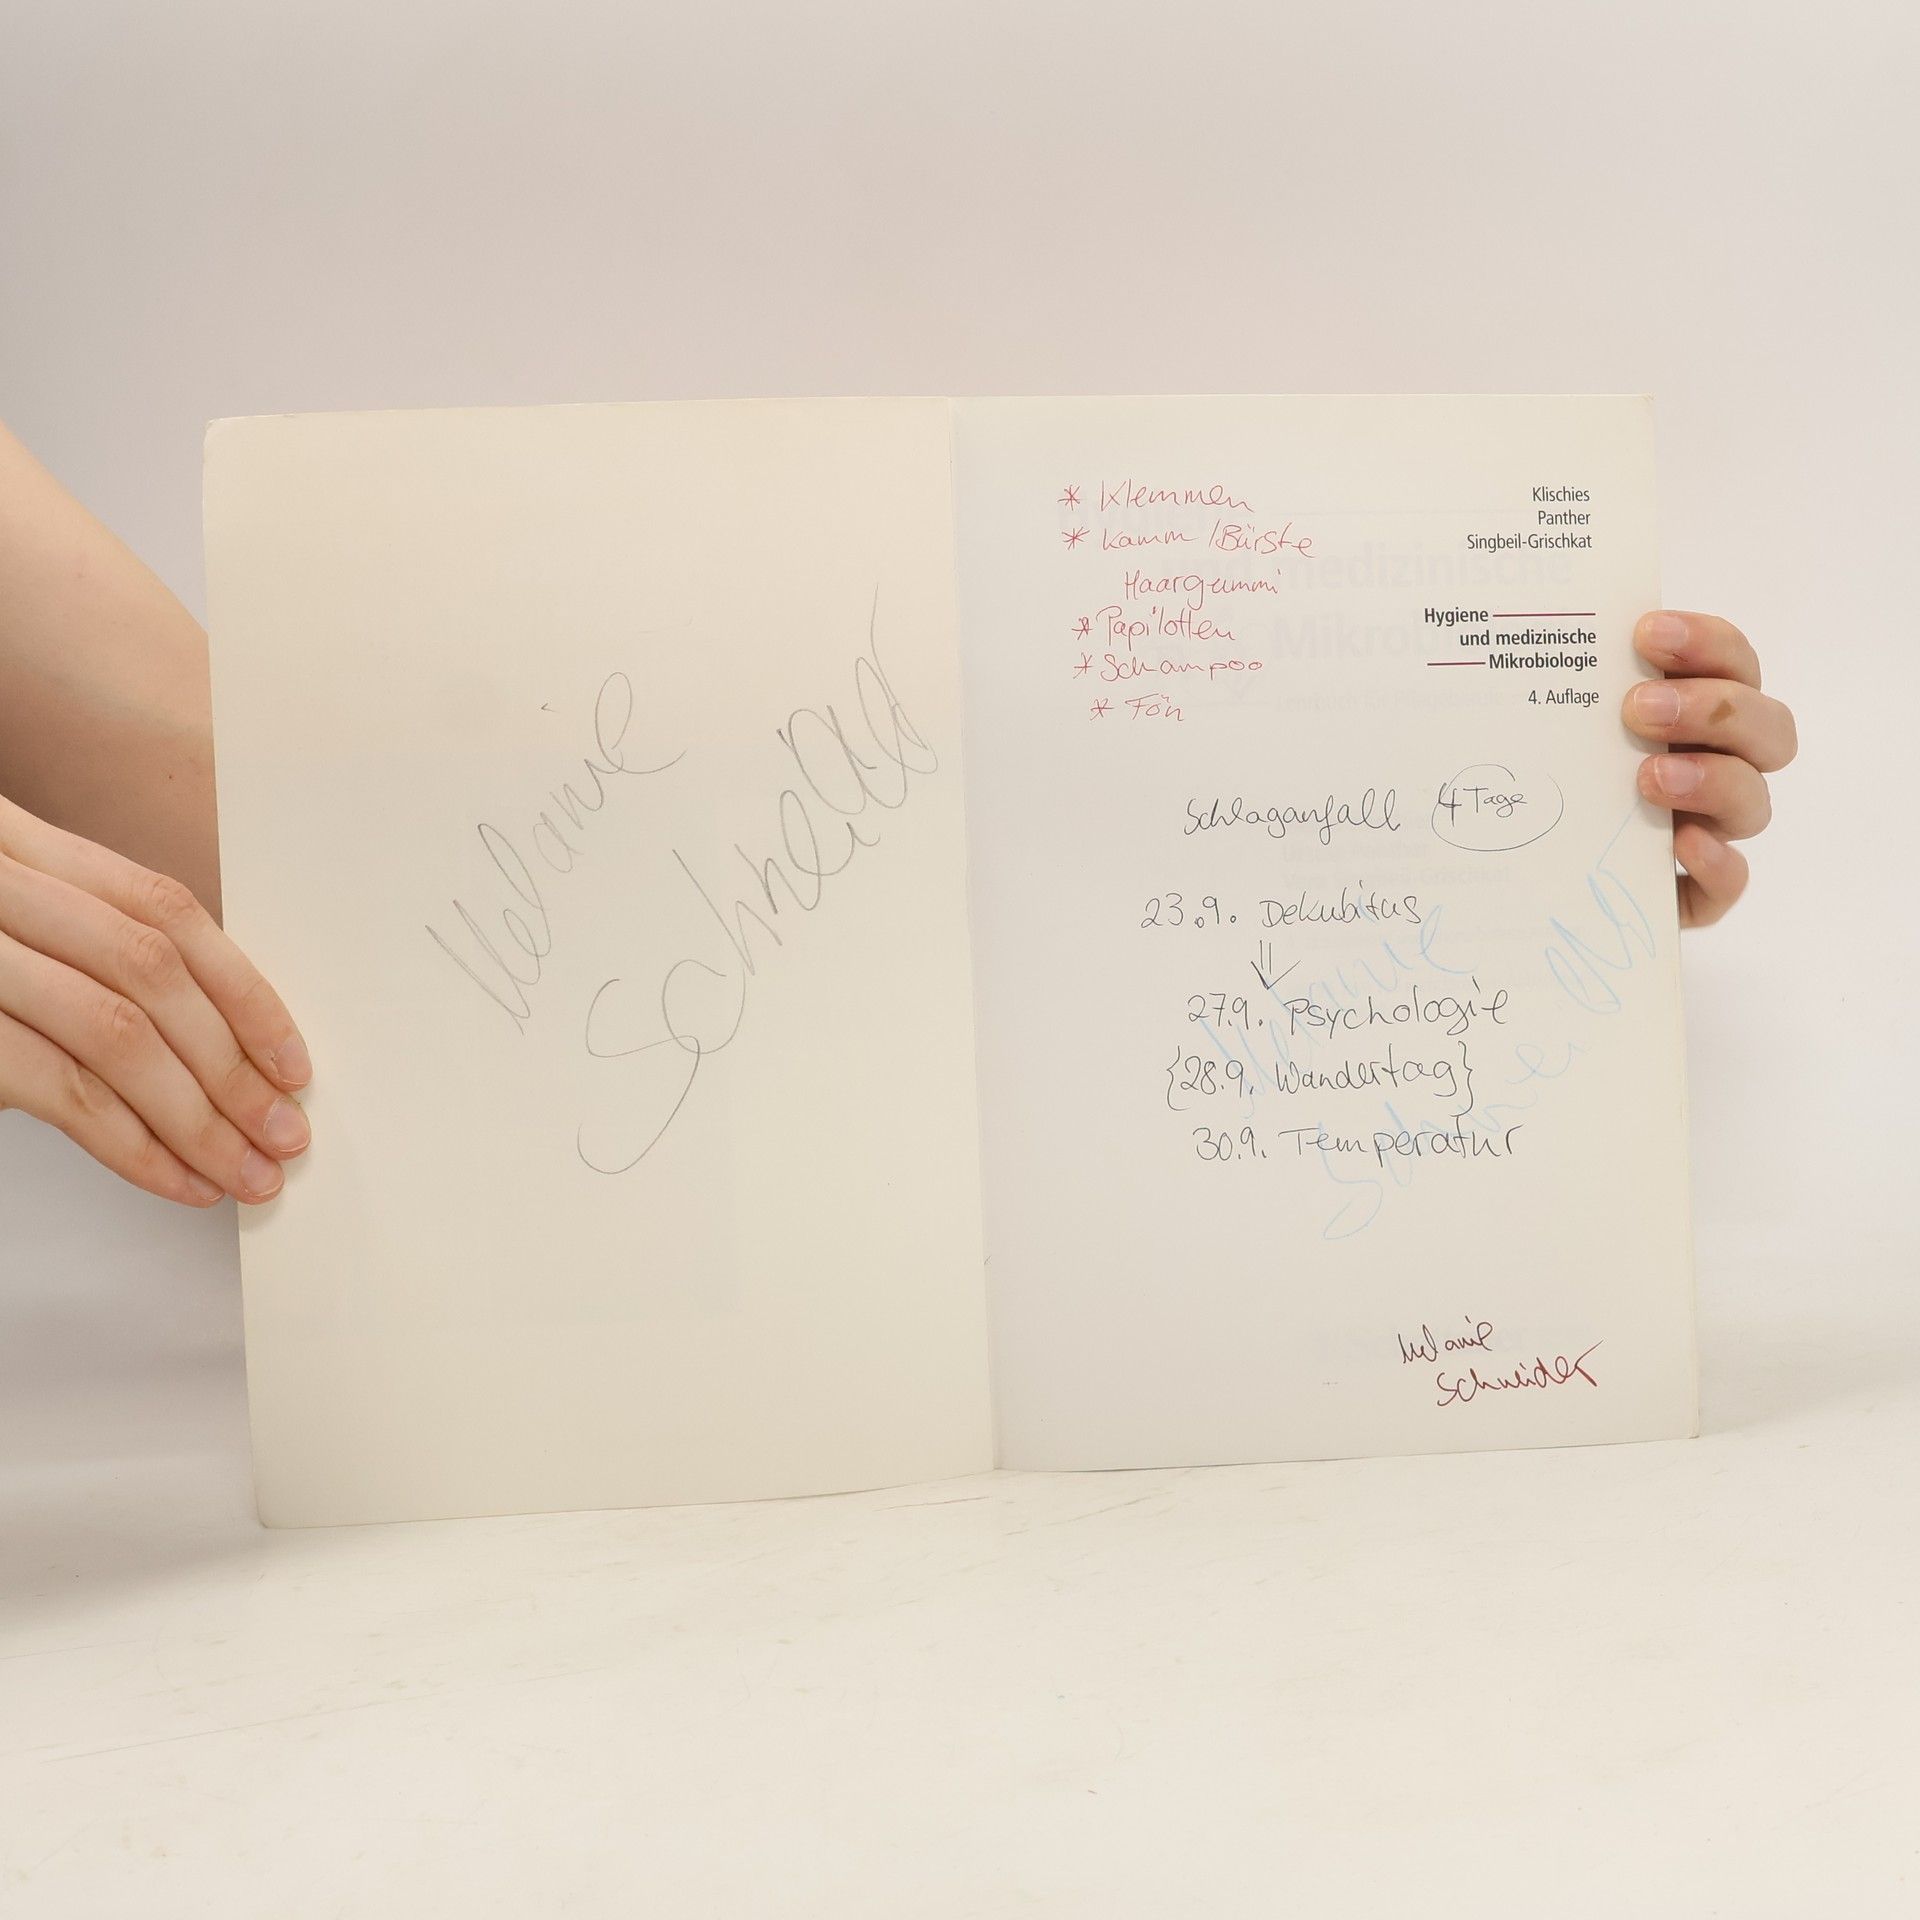 Melanie
Schneider
* Klemmen
* Kamm /Bürste
Haargummi
* Papilotten
* Schampoo
* Fön
Klischies
Panther
Singbeil-Grischkat
Hygiene
und medizinische
Mikrobiologie
4. Auflage
Schlaganfall 4 Tage
23.9. Dekubitus
27.9. Psychologie
{28.9. Wandertag}
30.9. Temperatur
Melanie
Schneider
Melanie
Schneider